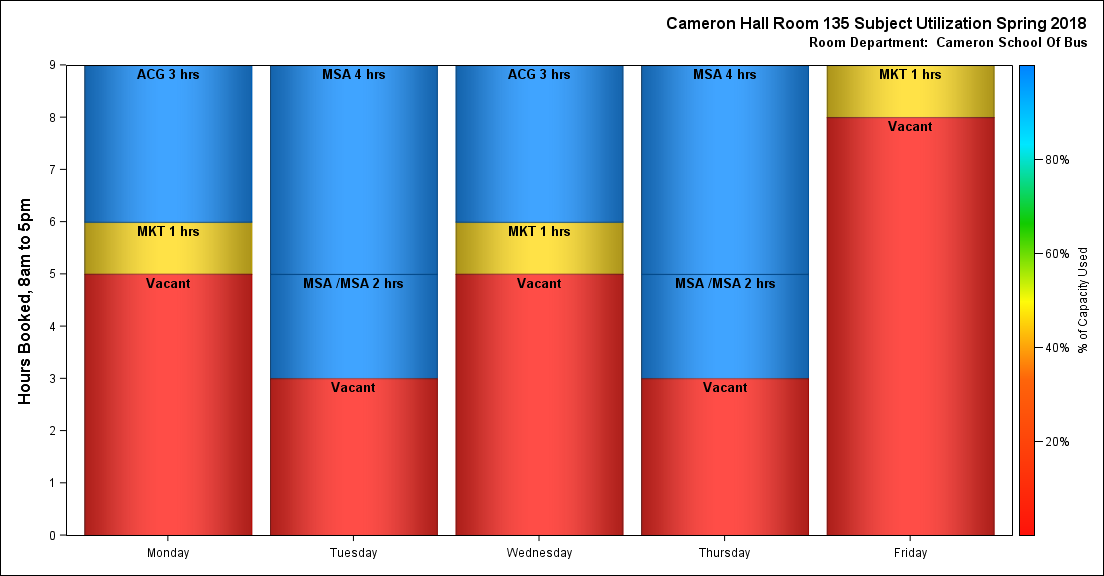 Cameron Hall Room 135 Subject Utilization Spring 2018
Room Department:  Cameron School Of Bus
Hours Booked, 8am to 5pm
9
8
7
6
5
4
3
2
1
0
ACG 3 hrs
MKT 1 hrs
Vacant
MSA 4 hrs
MSA /MSA 2 hrs
Vacant
ACG 3 hrs
MKT 1 hrs
Vacant
MSA 4 hrs
MSA /MSA 2 hrs
Vacant
MKT 1 hrs
Vacant
Monday
Tuesday
Wednesday
Thursday
Friday
80%
60%
40%
20%
% of Capacity Used